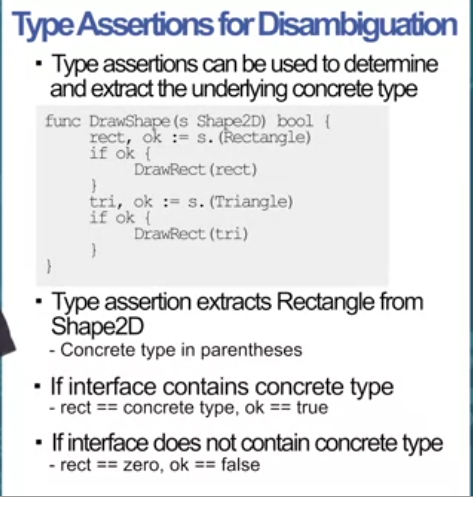 Type Assertions for Disambiguation
▪ Type assertions can be used to determine
and extract the underlying concrete type
func DrawShape(s Shape2D) bool {
rect, ok := s.(Rectangle)
if ok {
DrawRect(rect)
}
tri, ok := s.(Triangle)
if ok {
DrawRect(tri)
}
}
▪ Type assertion extracts Rectangle from
Shape2D
- Concrete type in parentheses
▪ If interface contains concrete type
- rect == concrete type, ok == true
▪ If interface does not contain concrete type
- rect == zero, ok == false